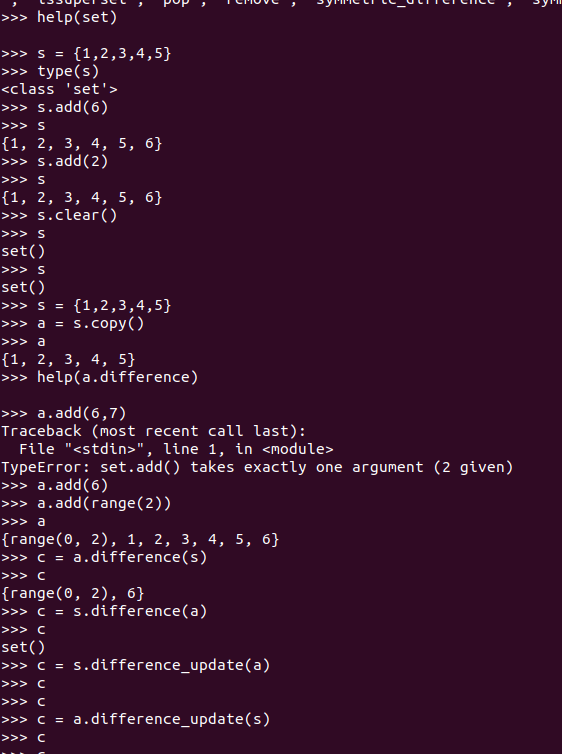 ', 'issuperset', 'pop', 'remove', 'symmetric_difference', 'sym
>>> help(set)
>>> s = {1,2,3,4,5}
>>> type(s)
<class 'set'>
>>> s.add(6)
>>> s
{1, 2, 3, 4, 5, 6}
>>> s.add(2)
>>> s
{1, 2, 3, 4, 5, 6}
>>> s.clear()
>>> s
set()
>>> s
set()
>>> s = {1,2,3,4,5}
>>> a = s.copy()
>>> a
{1, 2, 3, 4, 5}
>>> help(a.difference)
>>> a.add(6,7)
Traceback (most recent call last):
  File "<stdin>", line 1, in <module>
TypeError: set.add() takes exactly one argument (2 given)
>>> a.add(6)
>>> a.add(range(2))
>>> a
{range(0, 2), 1, 2, 3, 4, 5, 6}
>>> c = a.difference(s)
>>> c
{range(0, 2), 6}
>>> c = s.difference(a)
>>> c
set()
>>> c = s.difference_update(a)
>>> c
>>> c
>>> c = a.difference_update(s)
>>> c